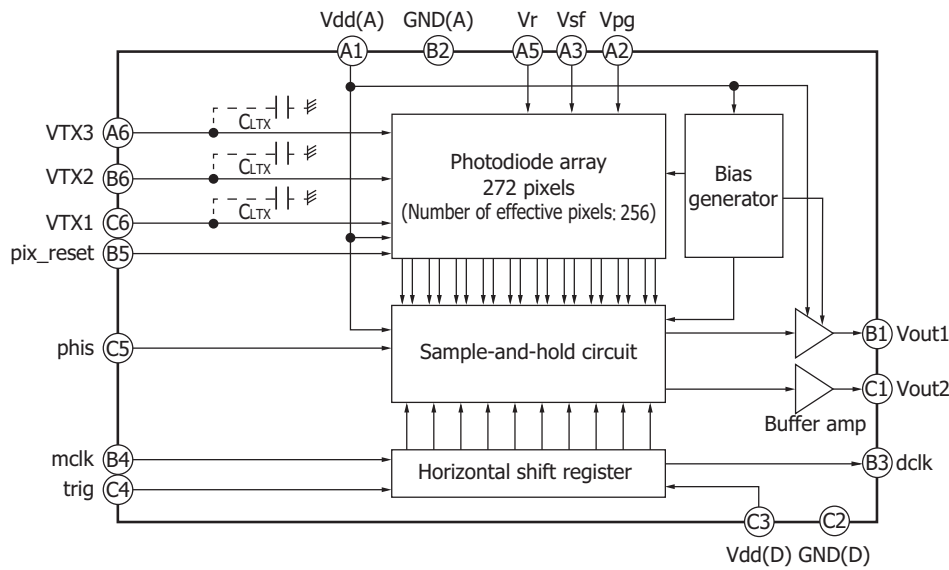 Vdd(A) GND(A) Vr Vsf Vpg
A1 B2 A5 A3 A2
VTX3 A6 CLTX
VTX2 B6 CLTX
VTX1 C6 CLTX
pix_reset B5
Photodiode array
272 pixels
(Number of effective pixels: 256)
Bias
generator
phis C5
Sample-and-hold circuit
B1 Vout1
C1 Vout2
Buffer amp
mclk B4
trig C4
Horizontal shift register
B3 dclk
C3 C2
Vdd(D) GND(D)